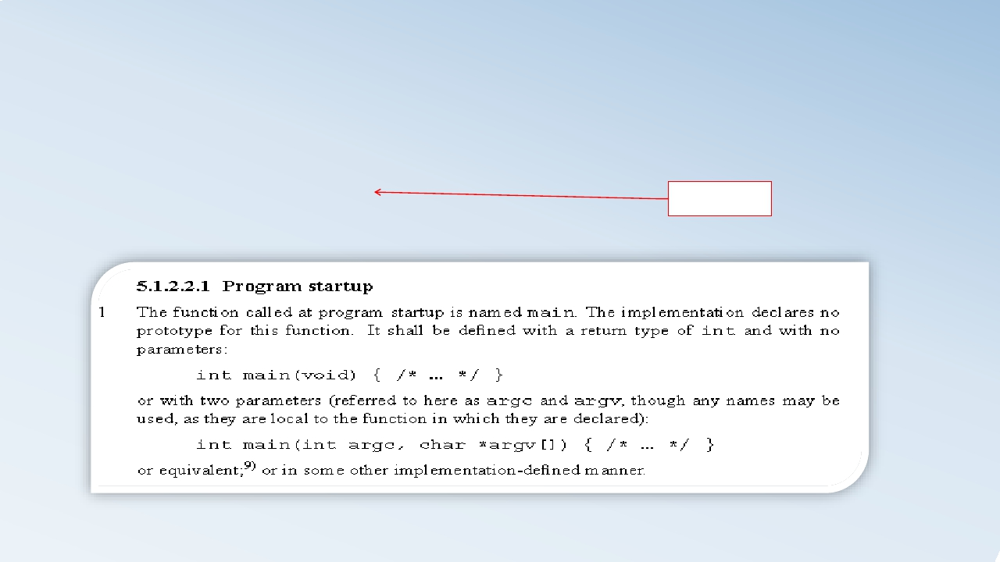 5.1.2.2.1 Program startup
1 The function called at program startup is named main. The implementation declares no
prototype for this function. It shall be defined with a return type of int and with no
parameters:
int main(void) { /* ... */ }
or with two parameters (referred to here as argc and argv, though any names may be
used, as they are local to the function in which they are declared):
int main(int argc, char *argv[]) { /* ... */ }
or equivalent;9) or in some other implementation-defined manner.